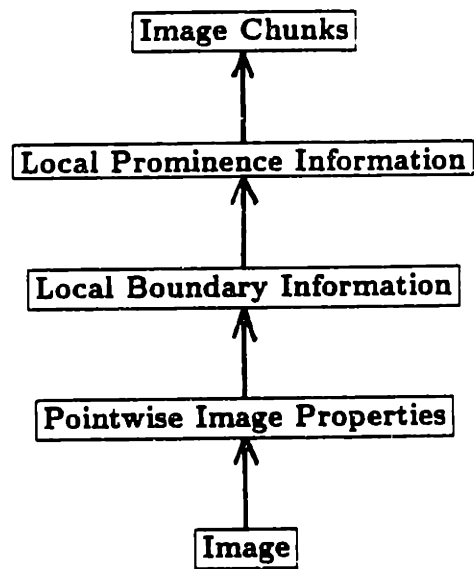 Image Chunks
Local Prominence Information
Local Boundary Information
Pointwise Image Properties
Image